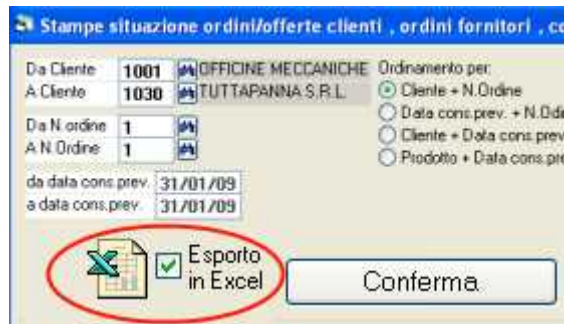 Stampe situazione ordini/offerte clienti , ordini fornitori , co
Da Cliente 1001 OFFICINE MECCANICHE
A Cliente 1030 TUTTAPANNA S.R.L.
Da N.ordine 1
A N.Ordine 1
da data cons.prev. 31/01/09
a data cons.prev. 31/01/09
Ordinamento per:
Cliente + N.Ordine
Data cons.prev. + N.Ordi
Cliente + Data cons.prev
Prodotto + Data cons.pre
Esporto
in Excel
Conferma